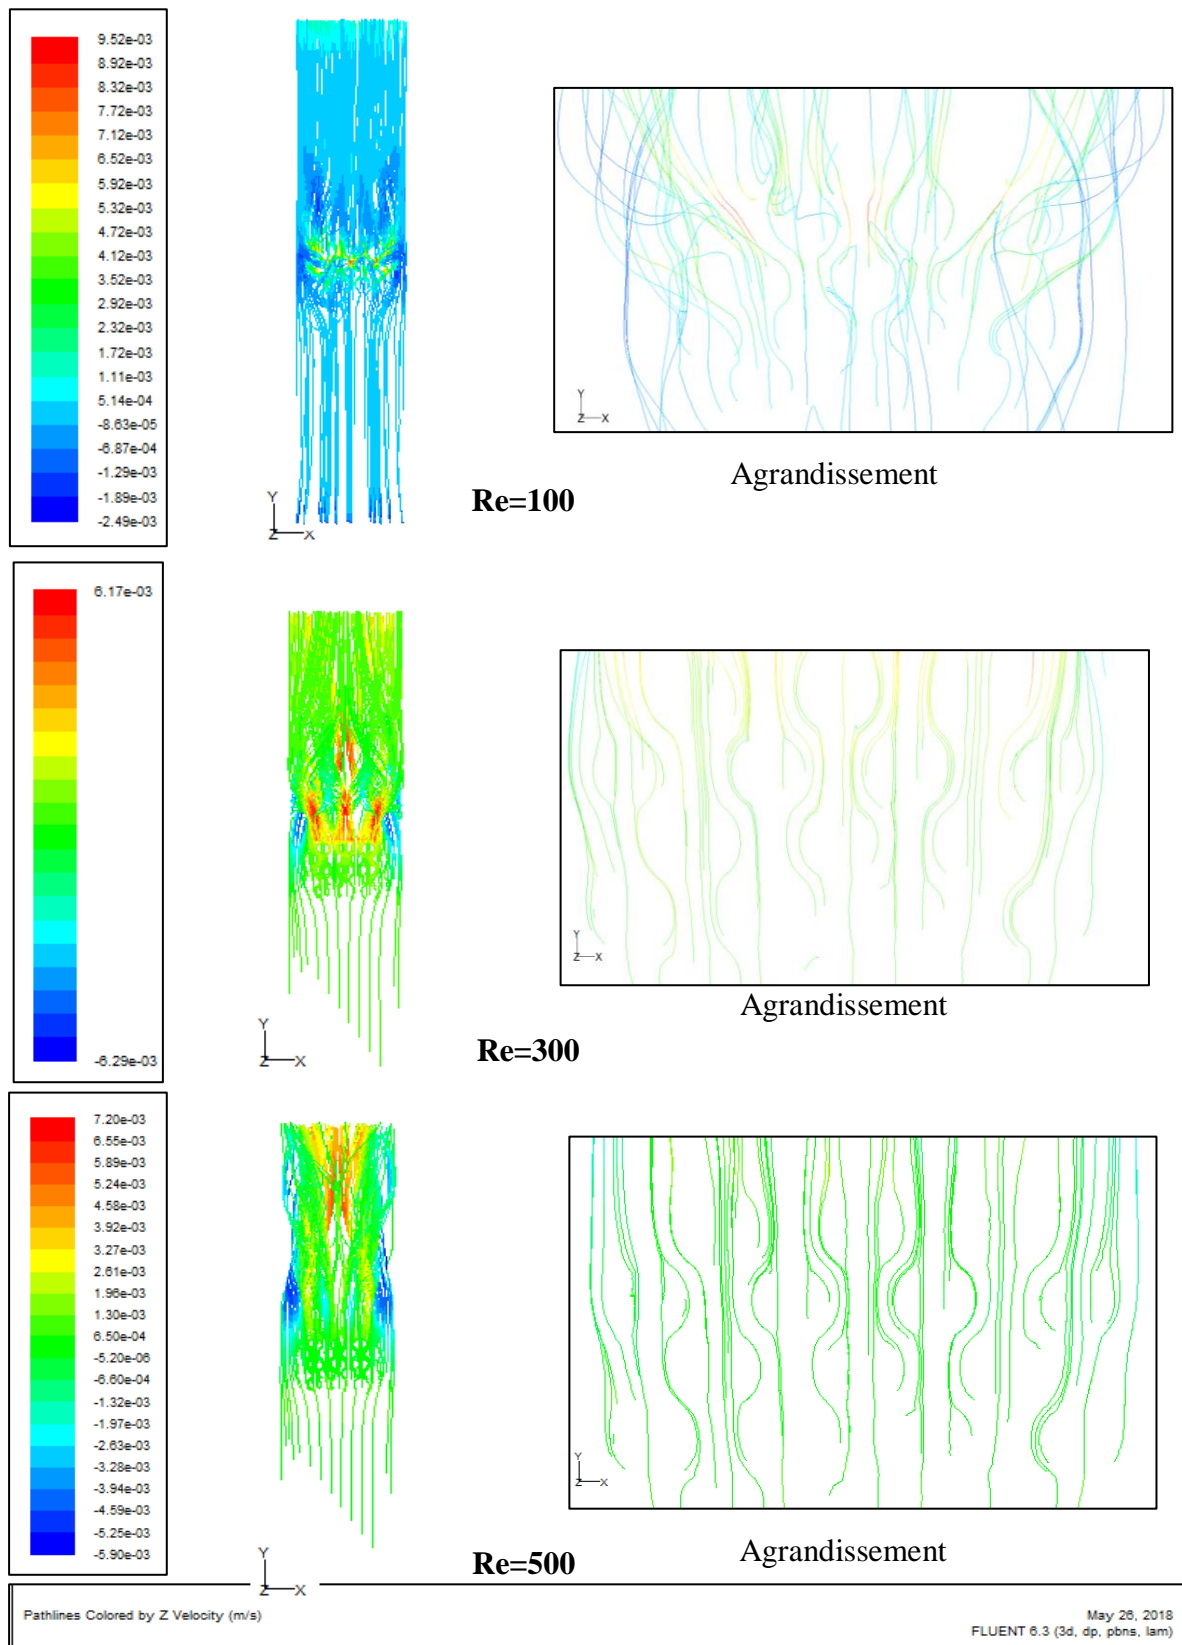 9.52e-03
8.92e-03
8.32e-03
7.72e-03
7.12e-03
6.52e-03
5.92e-03
5.32e-03
4.72e-03
4.12e-03
3.52e-03
2.92e-03
2.32e-03
1.72e-03
1.11e-03
5.14e-04
-8.63e-05
-6.87e-04
-1.29e-03
-1.89e-03
-2.49e-03
Y
Z X
Y
Z X
Agrandissement
Re=100
6.17e-03
-6.29e-03
Y
Z X
Y
Z X
Agrandissement
Re=300
7.20e-03
6.55e-03
5.89e-03
5.24e-03
4.58e-03
3.92e-03
3.27e-03
2.61e-03
1.96e-03
1.30e-03
6.50e-04
-5.20e-06
-6.60e-04
-1.32e-03
-1.97e-03
-2.63e-03
-3.28e-03
-3.94e-03
-4.59e-03
-5.25e-03
-5.90e-03
Y
Z X
Y
Z X
Agrandissement
Re=500
Pathlines Colored by Z Velocity (m/s)
May 26, 2018
FLUENT 6.3 (3d, dp, pbns, lam)